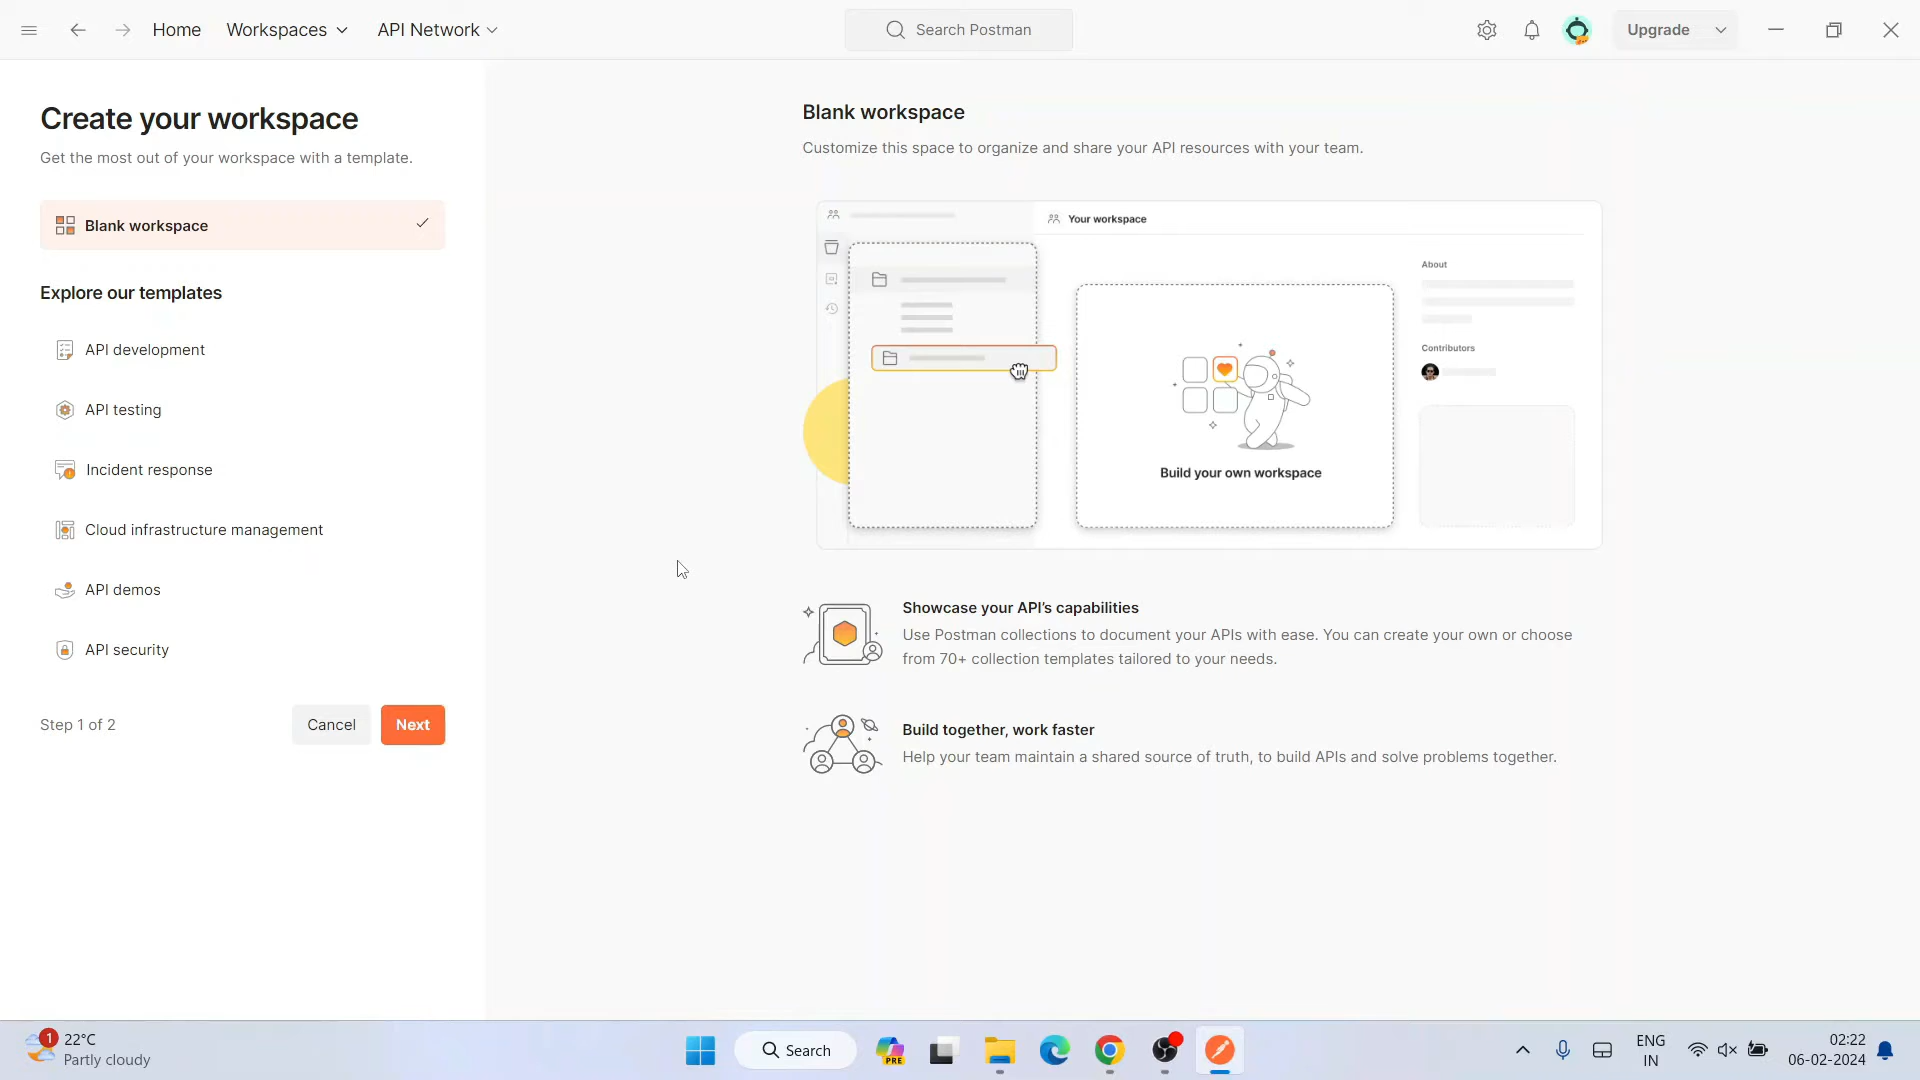 Home
Workspaces
API Network
Search Postman
Upgrade
Create your workspace
Get the most out of your workspace with a template.
Blank workspace
Explore our templates
API development
API testing
Incident response
Cloud infrastructure management
API demos
API security
Step 1 of 2
Cancel
Next
Blank workspace
Customize this space to organize and share your API resources with your team.
Your workspace
About
Contributors
Build your own workspace
Showcase your API's capabilities
Use Postman collections to document your APIs with ease. You can create your own or choose
from 70+ collection templates tailored to your needs.
Build together, work faster
Help your team maintain a shared source of truth, to build APIs and solve problems together.
1
22°C
Partly cloudy
Search
PRE
ENG
IN
02:22
06-02-2024